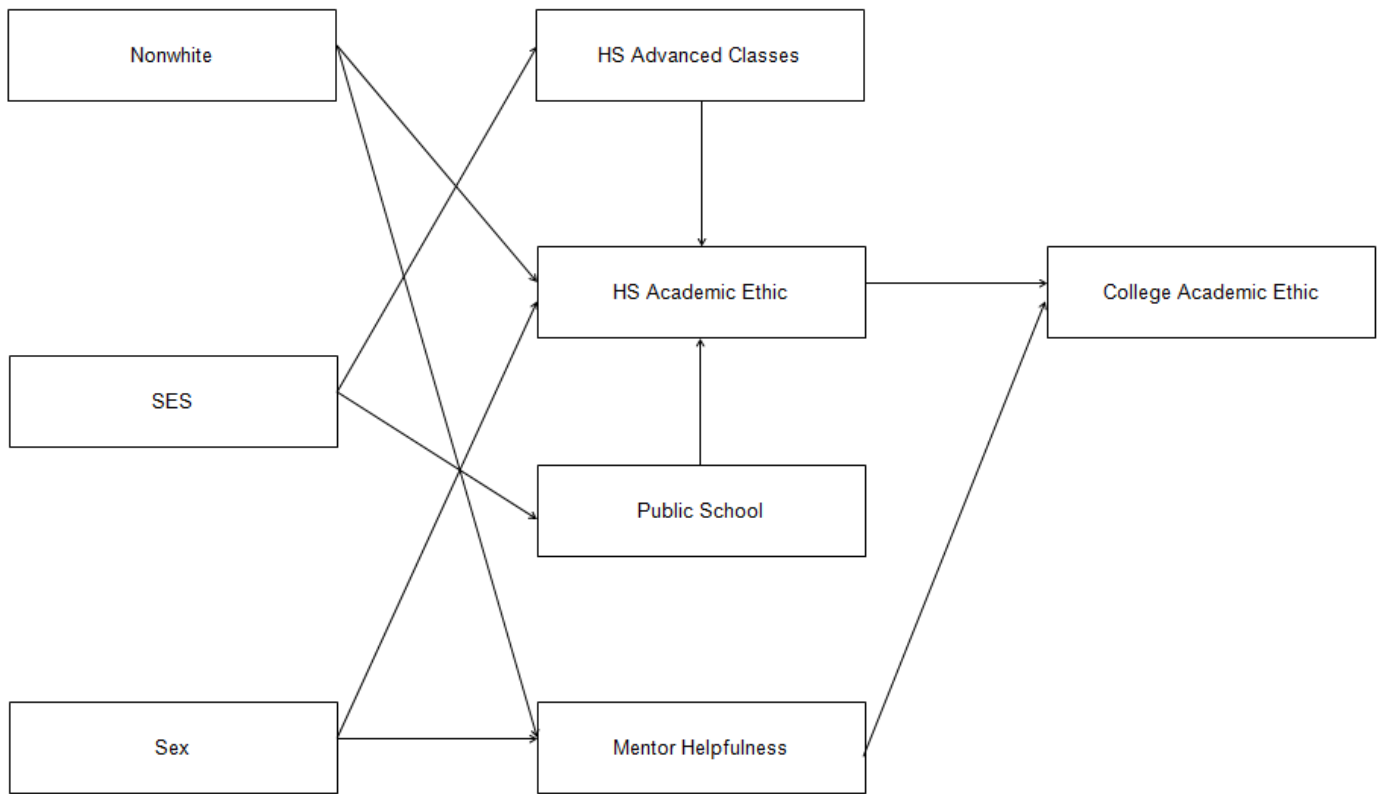 Nonwhite
HS Advanced Classes
HS Academic Ethic
College Academic Ethic
SES
Public School
Sex
Mentor Helpfulness